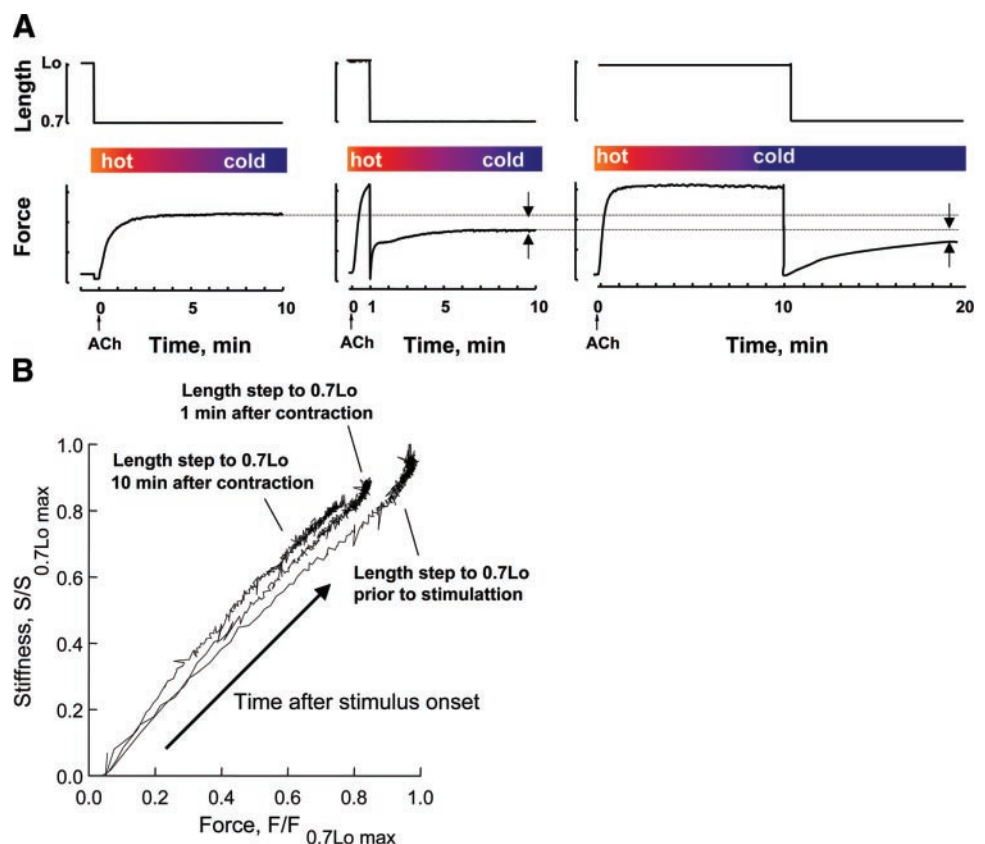 A
Length
Lo
0.7
hot cold
hot cold
hot cold
Force
0 5 10
0 1 5 10
0 10 20
ACh Time, min
ACh Time, min
ACh Time, min
B
Length step to 0.7Lo
1 min after contraction
Length step to 0.7Lo
10 min after contraction
Length step to 0.7Lo
prior to stimulattion
Time after stimulus onset
Stiffness, S/S 0.7Lo max
1.0
0.8
0.6
0.4
0.2
0.0
0.0 0.2 0.4 0.6 0.8 1.0
Force, F/F 0.7Lo max